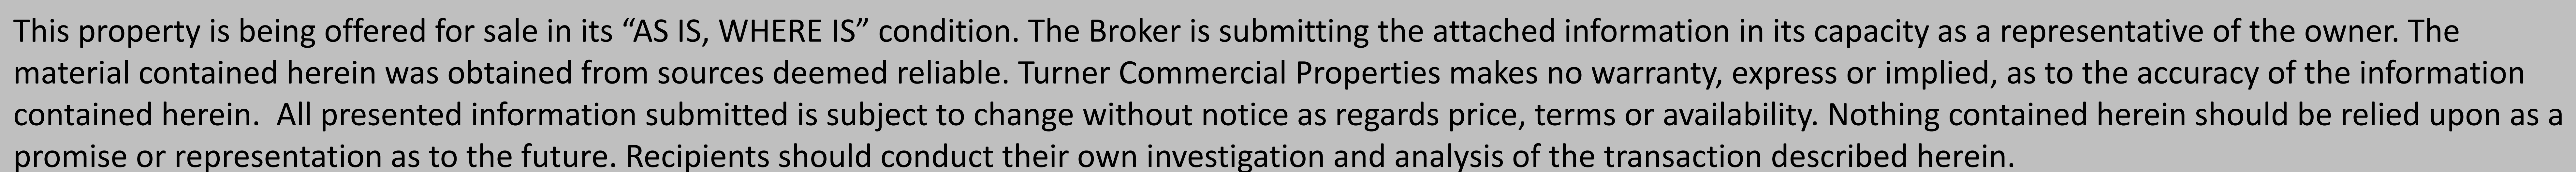 This property is being offered for sale in its “AS IS, WHERE IS” condition. The Broker is submitting the attached information in its capacity as a representative of the owner. The
material contained herein was obtained from sources deemed reliable. Turner Commercial Properties makes no warranty, express or implied, as to the accuracy of the information
contained herein.  All presented information submitted is subject to change without notice as regards price, terms or availability. Nothing contained herein should be relied upon as a
promise or representation as to the future. Recipients should conduct their own investigation and analysis of the transaction described herein.